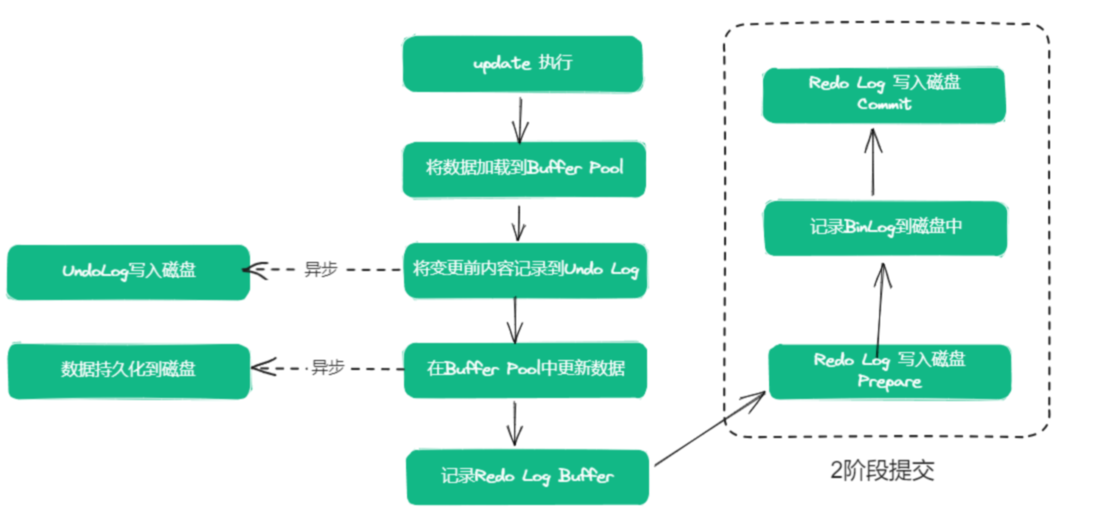 update 执行
将数据加载到Buffer Pool
将变更前内容记录到Undo Log
异步
UndoLog写入磁盘
在Buffer Pool中更新数据
异步
数据持久化到磁盘
记录Redo Log Buffer
Redo Log 写入磁盘
Prepare
记录BinLog到磁盘中
Redo Log 写入磁盘
Commit
2阶段提交